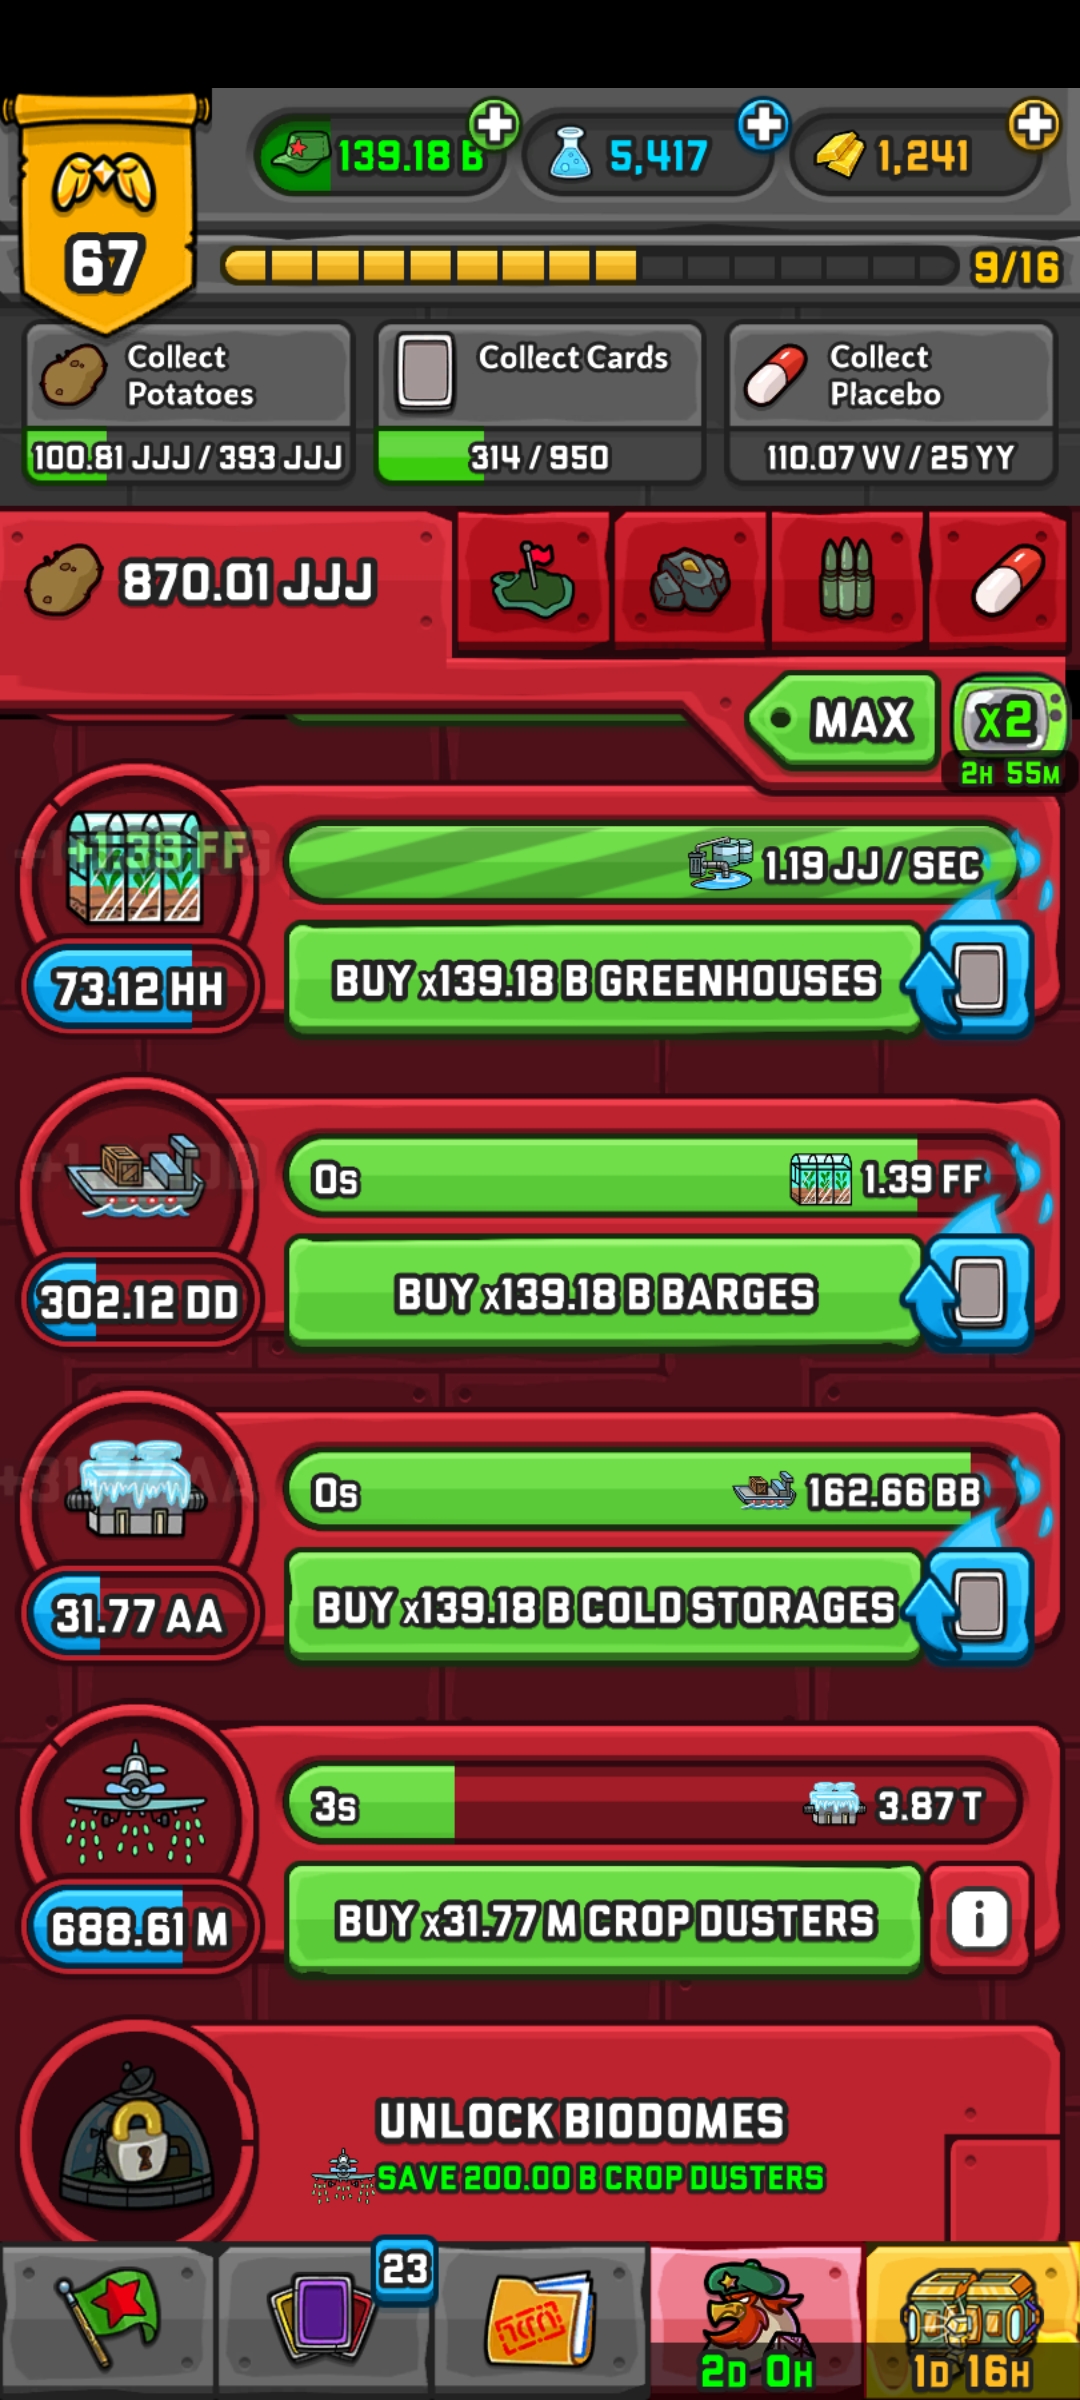 139.18 B
5,417
1,241
67
9/16
Collect
Potatoes
100.81 JJJ / 393 JJJ
Collect Cards
314 / 950
Collect
Placebo
110.07 VV / 25 YY
870.01 JJJ
MAX
x2
2H 55M
+1.39 FF
1.19 JJ / SEC
73.12 HH
BUY x139.18 B GREENHOUSES
0s
1.39 FF
302.12 DD
BUY x139.18 B BARGES
0s
162.66 BB
31.77 AA
BUY x139.18 B COLD STORAGES
3s
3.87 T
688.61 M
BUY x31.77 M CROP DUSTERS
i
UNLOCK BIODOMES
SAVE 200.00 B CROP DUSTERS
23
2D 0H
1D 16H